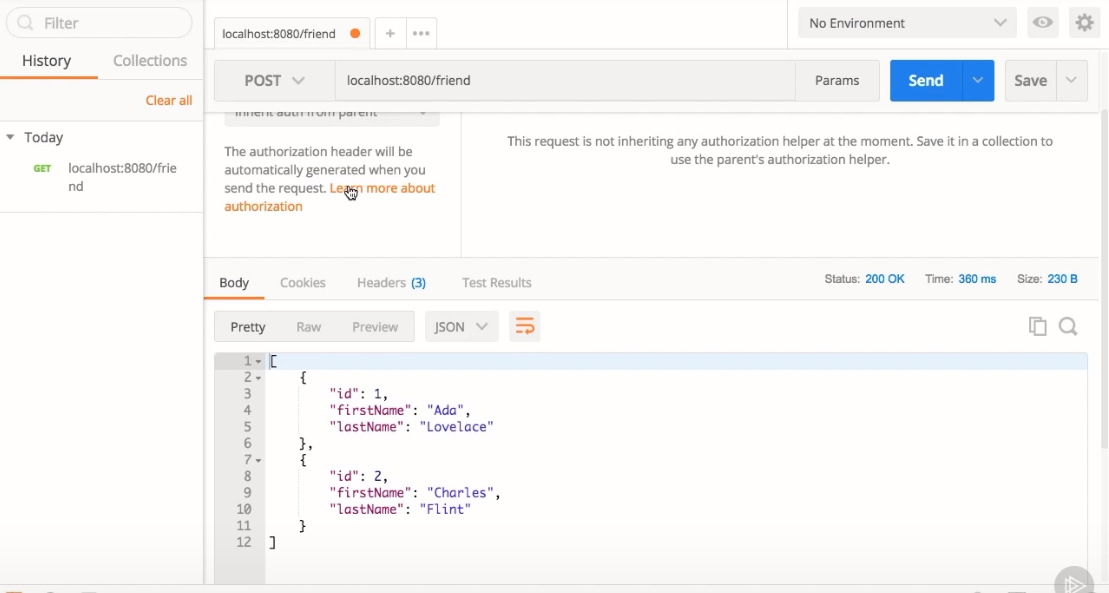 Filter
History
Collections
Clear all
Today
GET
localhost:8080/frie
nd
localhost:8080/friend
+
•••
No Environment
POST
localhost:8080/friend
Params
Send
Save
Inherit auth from parent
The authorization header will be
automatically generated when you
send the request. Learn more about
authorization
This request is not inheriting any authorization helper at the moment. Save it in a collection to
use the parent's authorization helper.
Body
Cookies
Headers (3)
Test Results
Status: 200 OK
Time: 360 ms
Size: 230 B
Pretty
Raw
Preview
JSON
1 [
2 {
3 "id": 1,
4 "firstName": "Ada",
5 "lastName": "Lovelace"
6 },
7 {
8 "id": 2,
9 "firstName": "Charles",
10 "lastName": "Flint"
11 }
12 ]